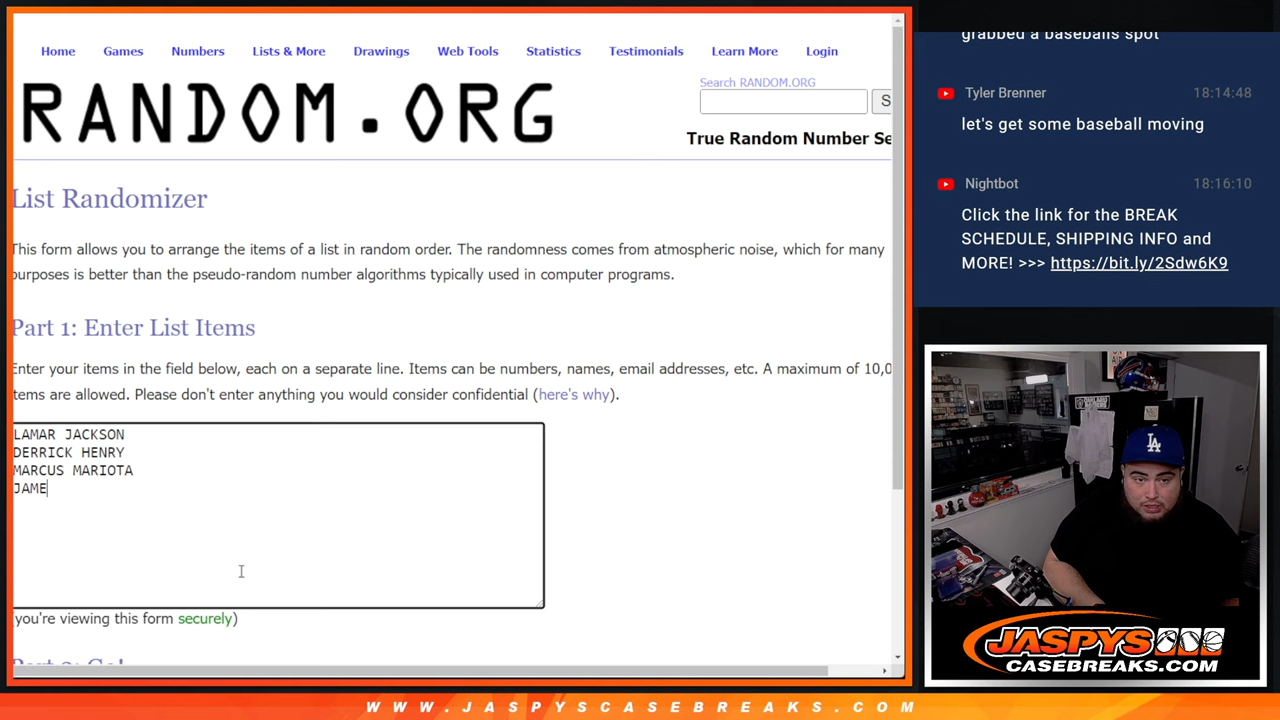 Home Games Numbers Lists & More Drawings Web Tools Statistics Testimonials Learn More Login
Search RANDOM.ORG
RANDOM.ORG
S
True Random Number Se
List Randomizer
This form allows you to arrange the items of a list in random order. The randomness comes from atmospheric noise, which for many
purposes is better than the pseudo-random number algorithms typically used in computer programs.
Part 1: Enter List Items
Enter your items in the field below, each on a separate line. Items can be numbers, names, email addresses, etc. A maximum of 10,0
items are allowed. Please don't enter anything you would consider confidential (here's why).
LAMAR JACKSON
DERRICK HENRY
MARCUS MARIOTA
JAME
(you're viewing this form securely)
Part 2: Go!
grabbed a baseballs spot
Tyler Brenner 18:14:48
let's get some baseball moving
Nightbot 18:16:10
Click the link for the BREAK
SCHEDULE, SHIPPING INFO and
MORE! >>> https://bit.ly/2Sdw6K9
LA
JASPYS
CASEBREAKS.COM
WWW.JASPYSCASEBREAKS.COM